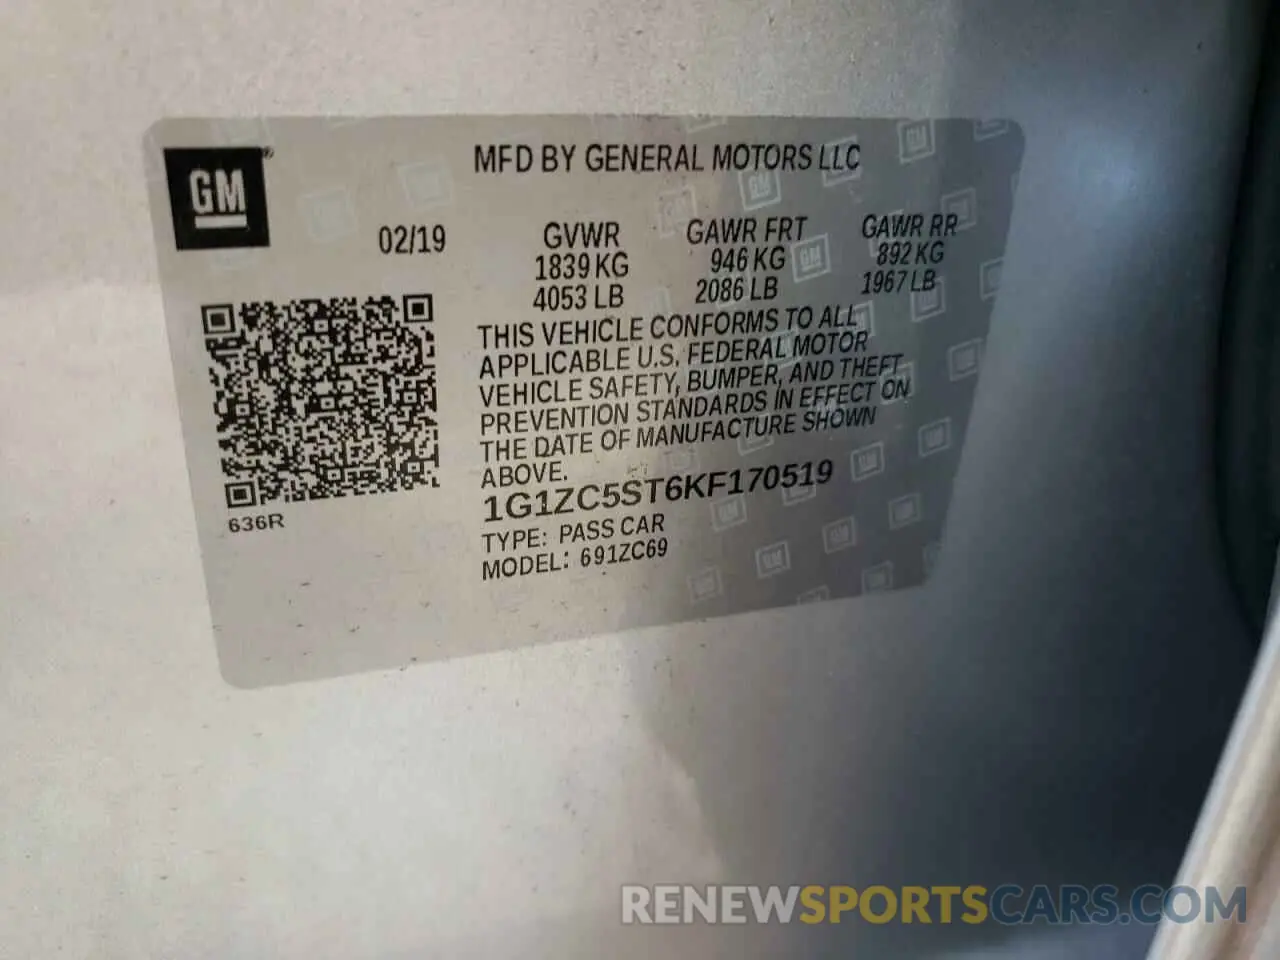 GM
MFD BY GENERAL MOTORS LLC
02/19
GVWR GAWR FRT GAWR RR
1839 KG 946 KG 892 KG
4053 LB 2086 LB 1967 LB
THIS VEHICLE CONFORMS TO ALL
APPLICABLE U.S. FEDERAL MOTOR
VEHICLE SAFETY, BUMPER, AND THEFT
PREVENTION STANDARDS IN EFFECT ON
THE DATE OF MANUFACTURE SHOWN
ABOVE.
1G1ZC5ST6KF170519
TYPE: PASS CAR
MODEL: 691ZC69
636R
RENEWSPORTSCARS.COM